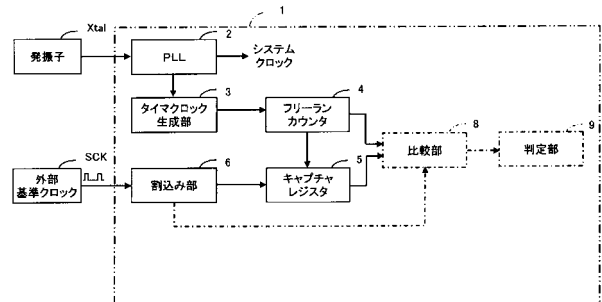 1
Xtal
2
発振子
PLL
システム
クロック
3
4
タイマクロック
生成部
フリーラン
カウンタ
8
9
比較部
判定部
SCK
6
5
外部
基準クロック
割込み部
キャプチャ
レジスタ